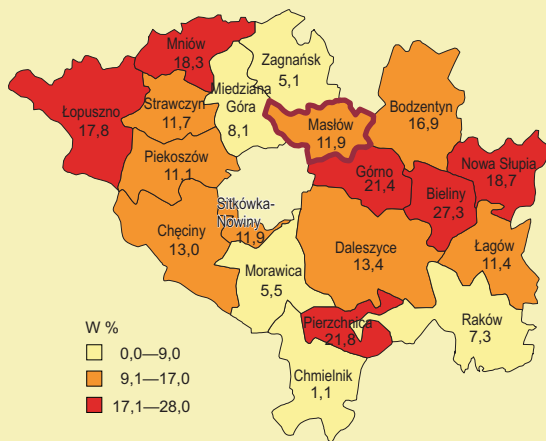 Mniów
18,3
Zagnańsk
5,1
Miedziana
Góra
8,1
Łopuszno
17,8
Strawczyn
11,7
Bodzentyn
16,9
Masłów
11,9
Piekoszów
11,1
Górno
21,4
Nowa Słupia
18,7
Bieliny
27,3
Sitkówka-
Nowiny
11,9
Chęciny
13,0
Daleszyce
13,4
Łagów
11,4
Morawica
5,5
Pierzchnica
21,8
Raków
7,3
Chmielnik
1,1
W %
0,0—9,0
9,1—17,0
17,1—28,0